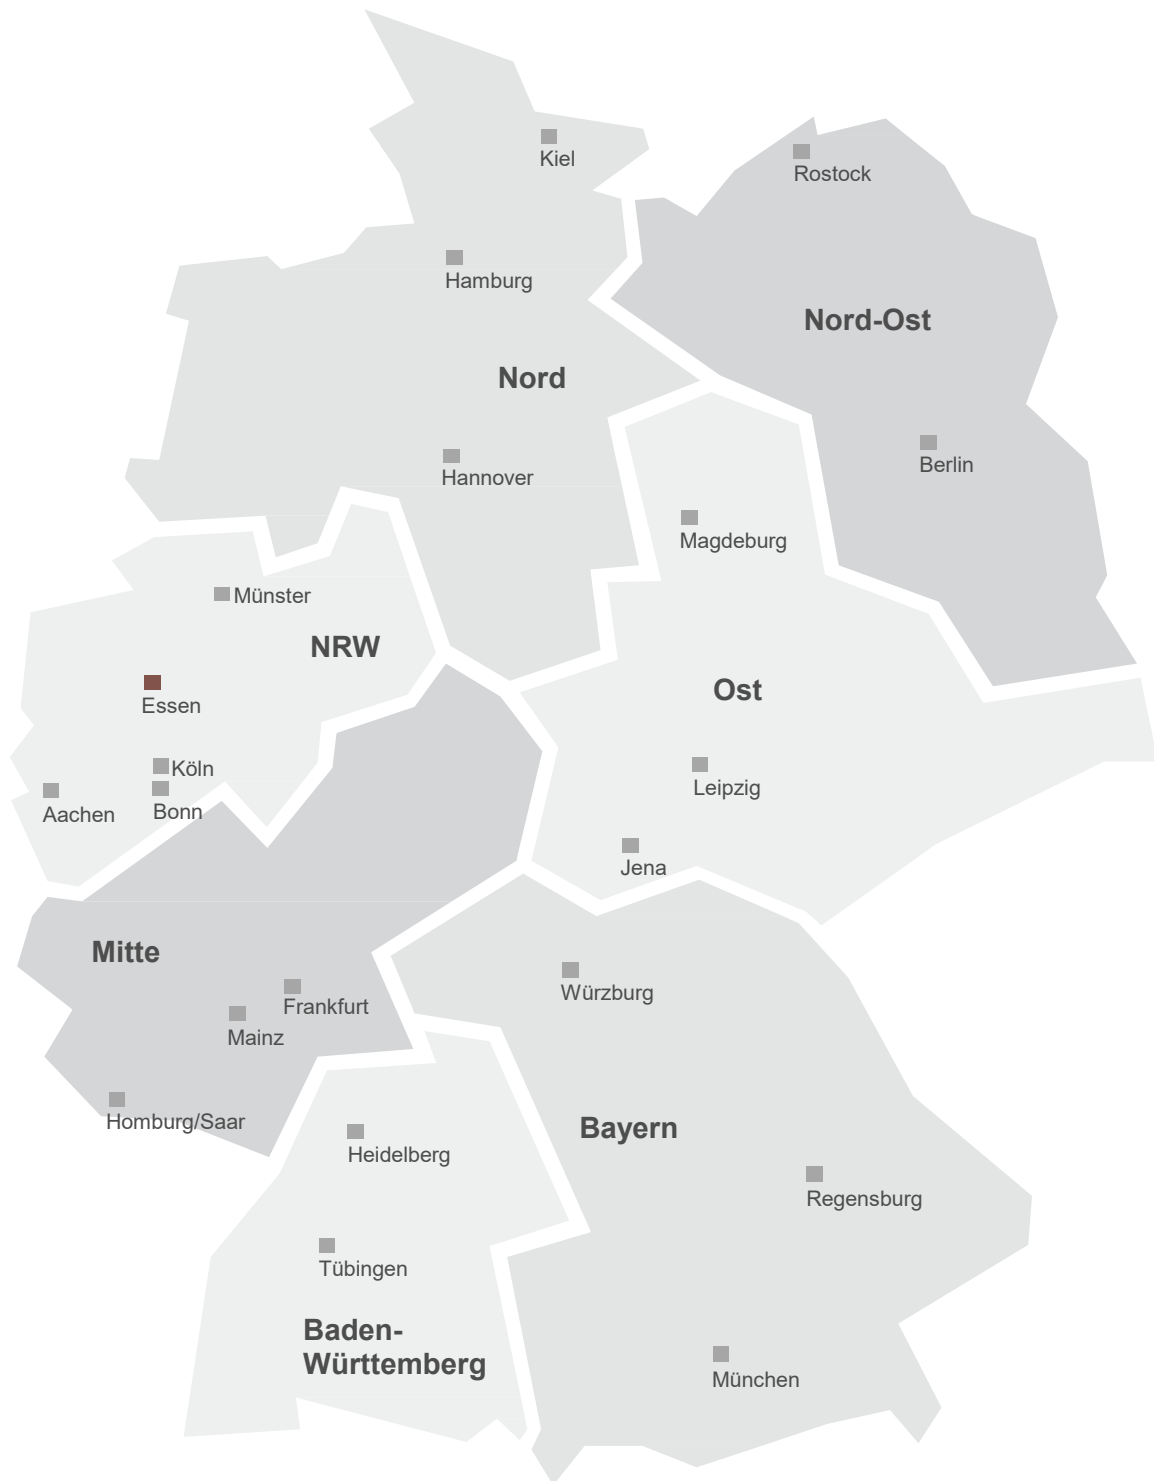 Kiel
Rostock
Hamburg
Nord-Ost
Nord
Berlin
Hannover
Magdeburg
Münster
NRW
Ost
Essen
Köln
Leipzig
Aachen
Bonn
Jena
Mitte
Würzburg
Frankfurt
Mainz
Homburg/Saar
Bayern
Heidelberg
Regensburg
Tübingen
Baden-
Württemberg
München